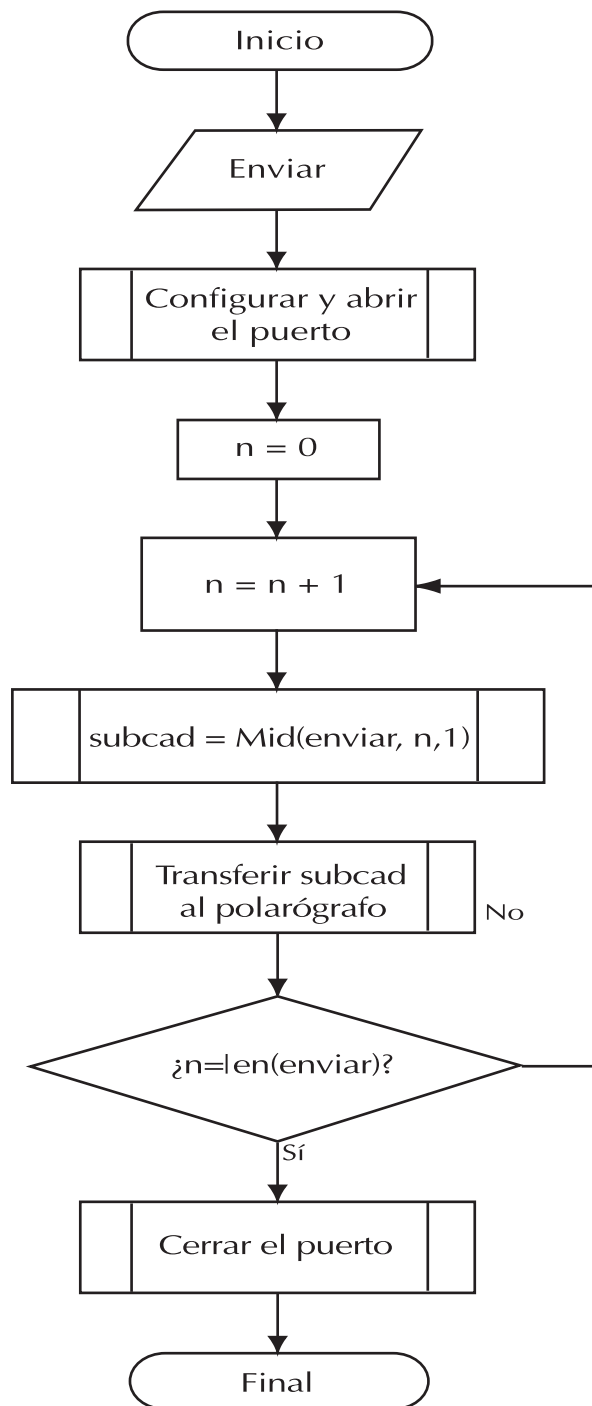 Inicio
Enviar
Configurar y abrir
el puerto
n = 0
n = n + 1
subcad = Mid(enviar, n,1)
Transferir subcad
al polarógrafo
No
¿n=len(enviar)?
Sí
Cerrar el puerto
Final